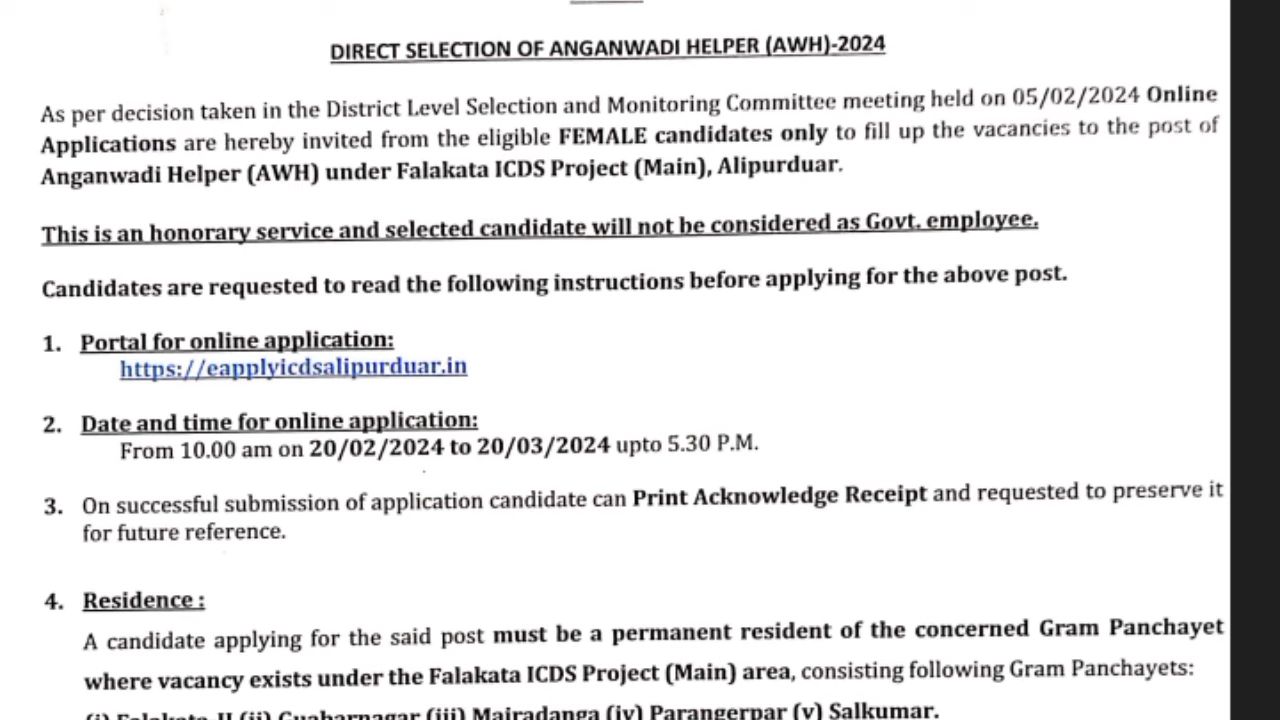 DIRECT SELECTION OF ANGANWADI HELPER (AWH)-2024
As per decision taken in the District Level Selection and Monitoring Committee meeting held on 05/02/2024 Online
Applications are hereby invited from the eligible FEMALE candidates only to fill up the vacancies to the post of
Anganwadi Helper (AWH) under Falakata ICDS Project (Main), Alipurduar.
This is an honorary service and selected candidate will not be considered as Govt. employee.
Candidates are requested to read the following instructions before applying for the above post.
1. Portal for online application:
https://eapplyicdsalipurduar.in
2. Date and time for online application:
From 10.00 am on 20/02/2024 to 20/03/2024 upto 5.30 P.M.
3. On successful submission of application candidate can Print Acknowledge Receipt and requested to preserve it
for future reference.
4. Residence :
A candidate applying for the said post must be a permanent resident of the concerned Gram Panchayet
where vacancy exists under the Falakata ICDS Project (Main) area, consisting following Gram Panchayets:
(i) Falakata-II (ii) Guabarnagar (iii) Mairadanga (iv) Parangerpar (v) Salkumar.